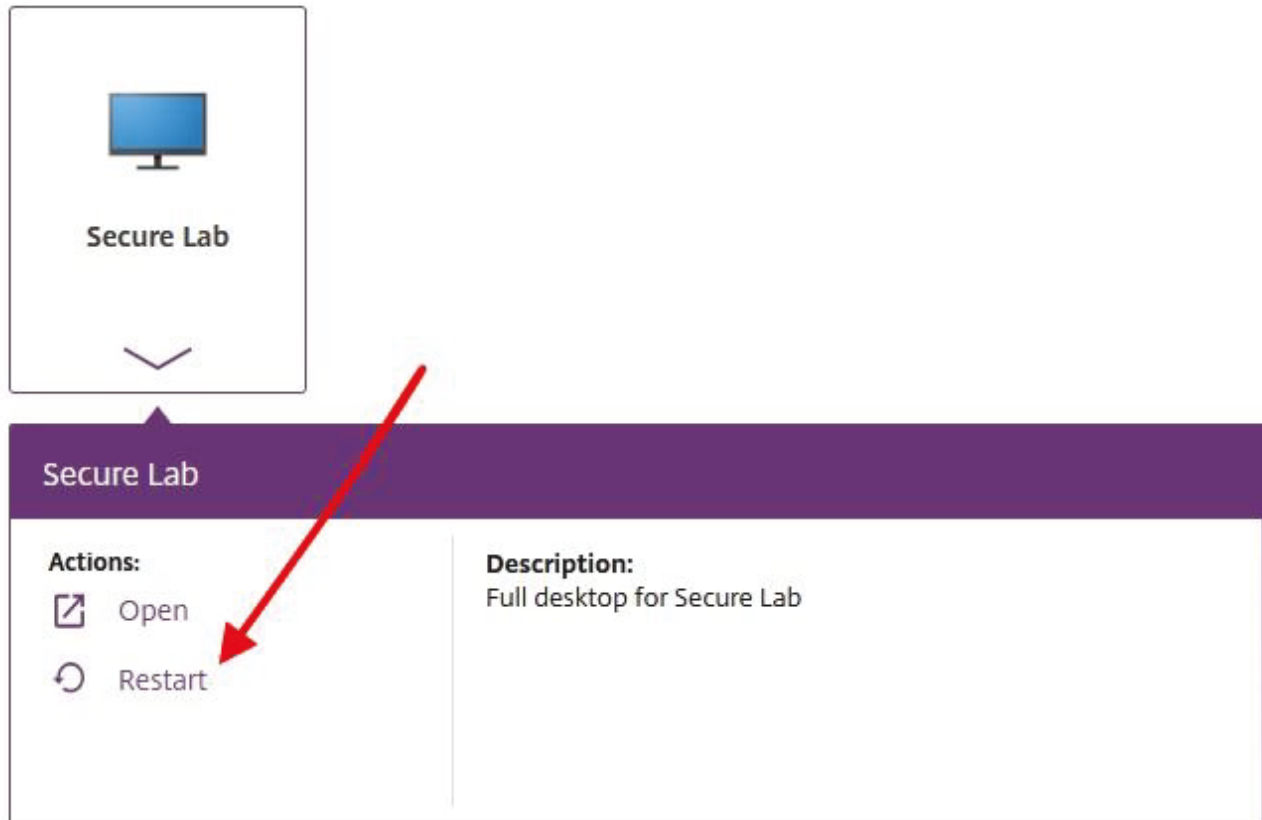 Secure Lab
Secure Lab
Actions:
Open
Restart
Description:
Full desktop for Secure Lab